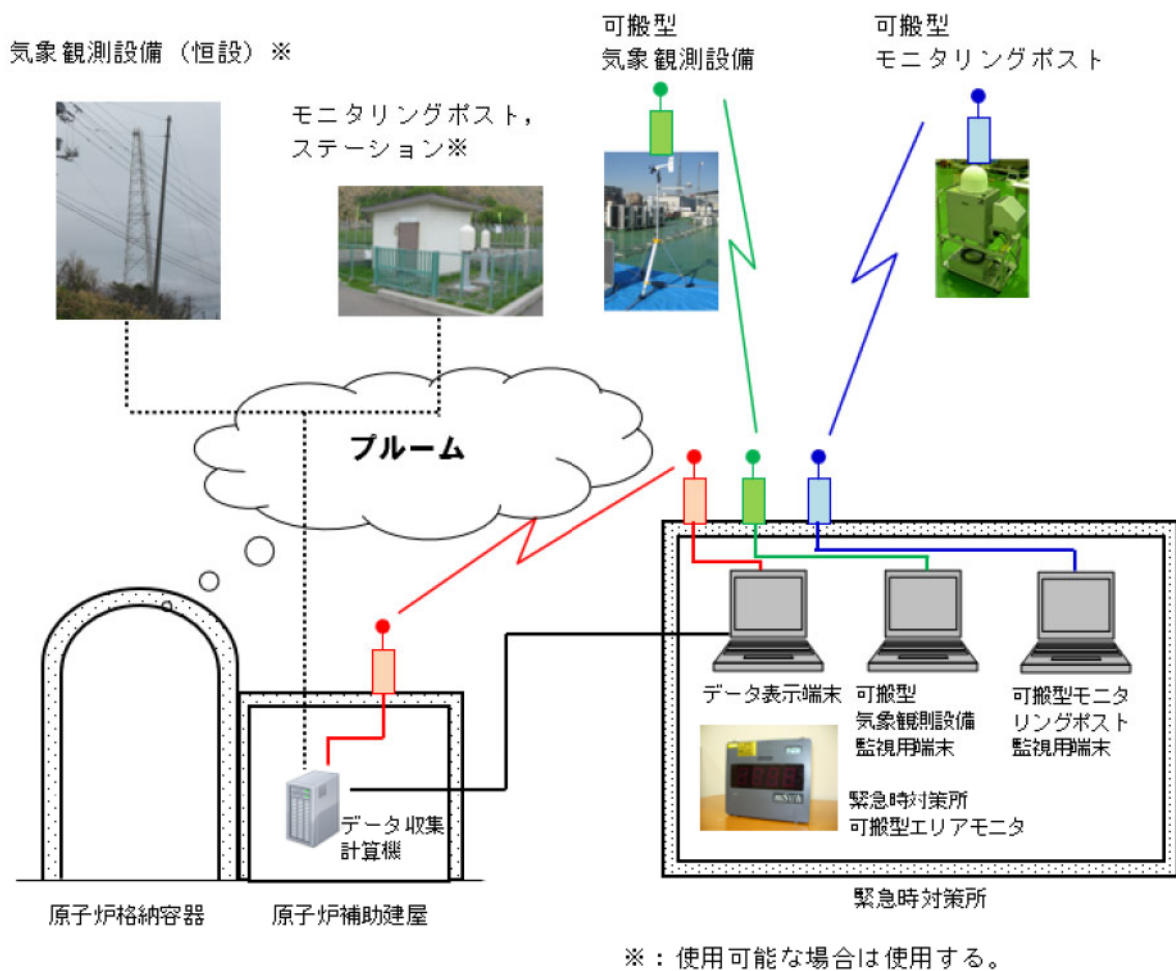 気象観測設備（恒設）※
モニタリングポスト，
ステーション※
可搬型
気象観測設備
可搬型
モニタリングポスト
プルーム
データ表示端末
可搬型
気象観測設備
監視用端末
可搬型モニタ
リングポスト
監視用端末
緊急時対策所
可搬型エリアモニタ
データ収集
計算機
原子炉格納容器
原子炉補助建屋
緊急時対策所
※：使用可能な場合は使用する。